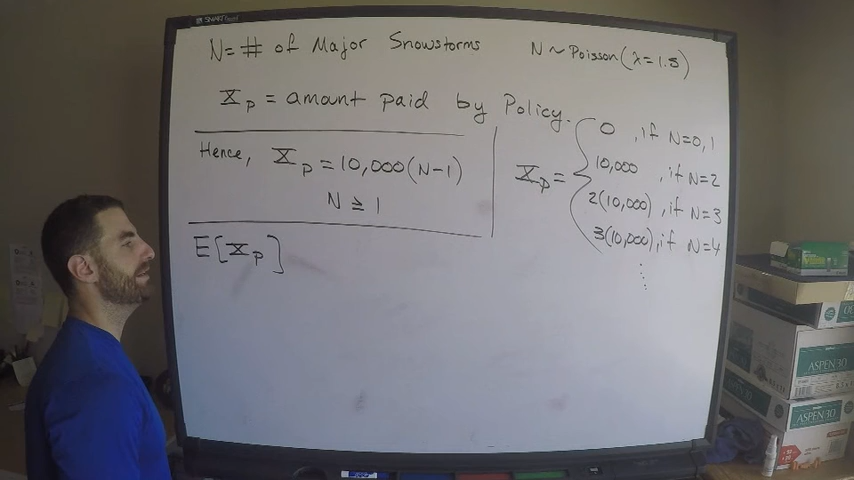 SMART
N = # of Major Snowstorms
N ~ Poisson (λ = 1.5)
X_p = amount paid by Policy.
Hence, X_p = 10,000 (N-1)
N ≥ 1
X_p = { 0 , if N=0,1
10,000 , if N=2
2(10,000) , if N=3
3(10,000) , if N=4
⋮
E[X_p]
ASPEN 30
ASPEN 30